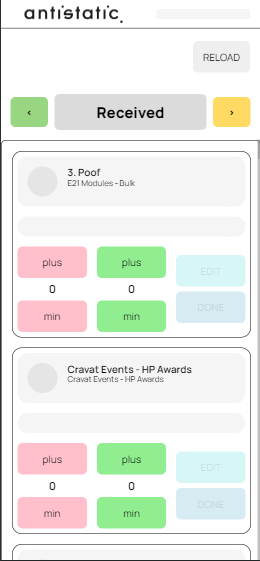 antistatic.
RELOAD
‹
Received
›
3. Poof
E21 Modules - Bulk
plus
plus
EDIT
0
0
DONE
min
min
Cravat Events - HP Awards
Cravat Events - HP Awards
plus
plus
EDIT
0
0
DONE
min
min